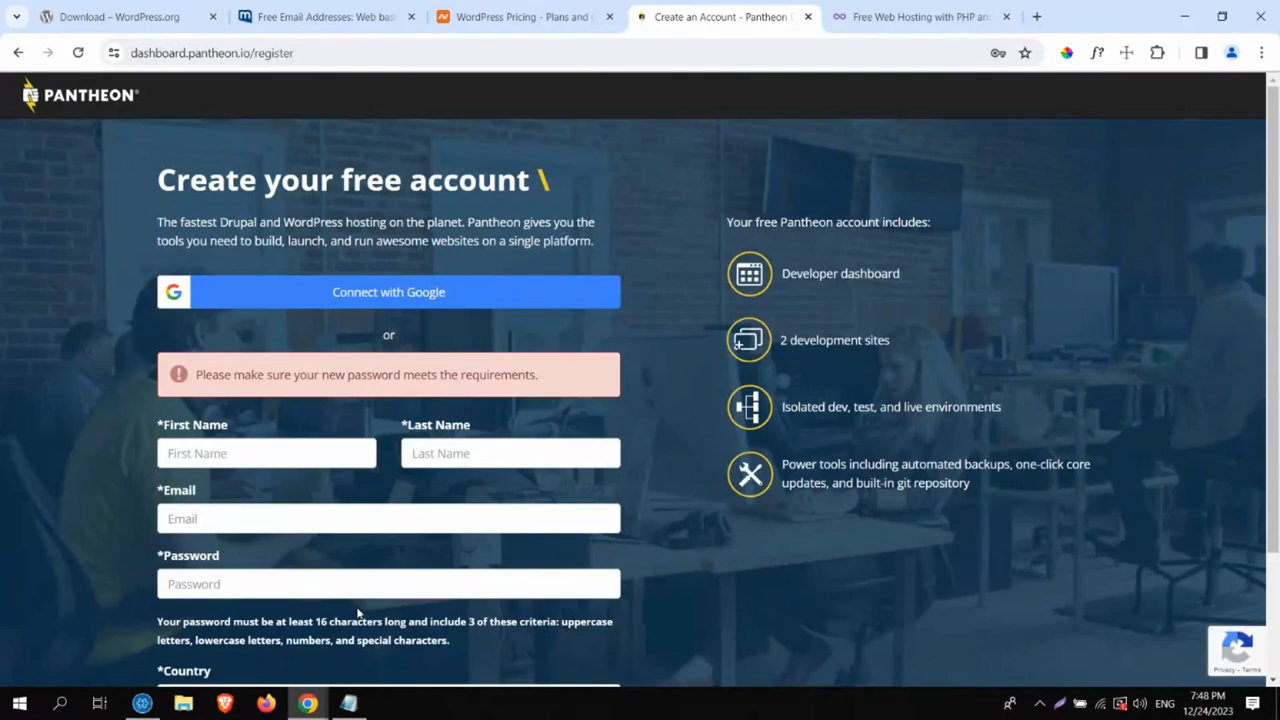 Download – WordPress.org
Free Email Addresses: Web bas
WordPress Pricing - Plans and
Create an Account - Pantheon
Free Web Hosting with PHP an
dashboard.pantheon.io/register
f?
PANTHEON
Create your free account \
The fastest Drupal and WordPress hosting on the planet. Pantheon gives you the
tools you need to build, launch, and run awesome websites on a single platform.
Connect with Google
or
Please make sure your new password meets the requirements.
*First Name
*Last Name
First Name
Last Name
*Email
Email
*Password
Password
Your password must be at least 16 characters long and include 3 of these criteria: uppercase
letters, lowercase letters, numbers, and special characters.
*Country
Your free Pantheon account includes:
Developer dashboard
2 development sites
Isolated dev, test, and live environments
Power tools including automated backups, one-click core
updates, and built-in git repository
Privacy - Terms
ENG
7:48 PM
12/24/2023